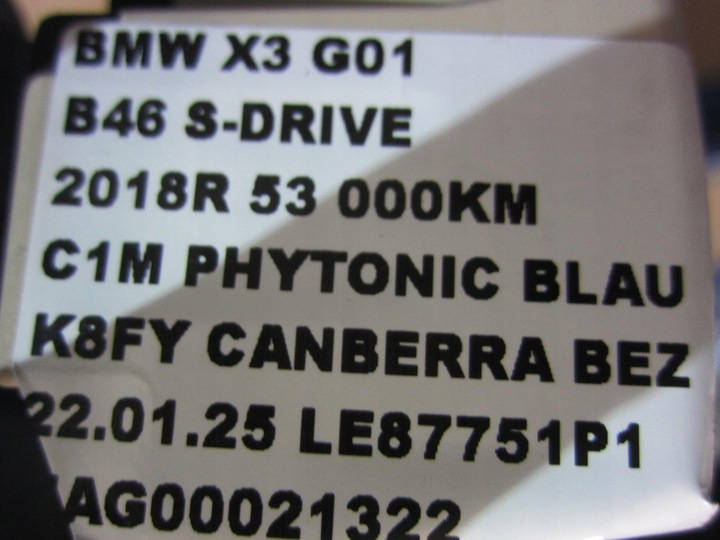 BMW X3 G01
B46 S-DRIVE
2018R 53 000KM
C1M PHYTONIC BLAU
K8FY CANBERRA BEZ
22.01.25 LE87751P1
AG00021322